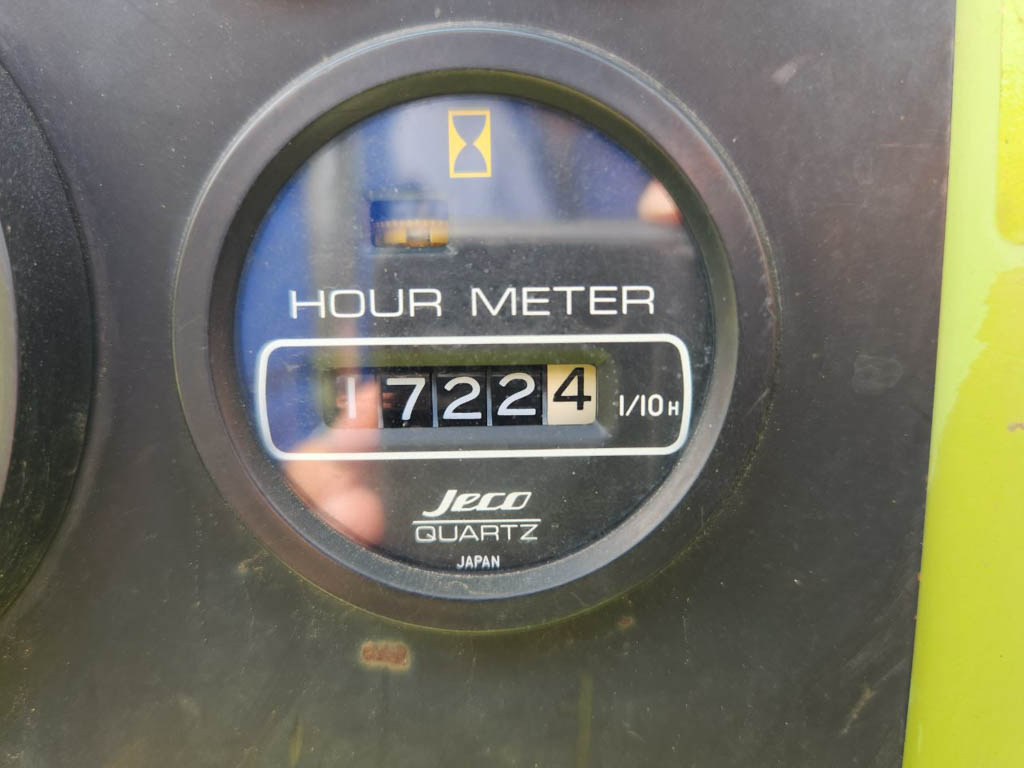 HOUR METER
17224 1/10H
Jeco
QUARTZ
JAPAN